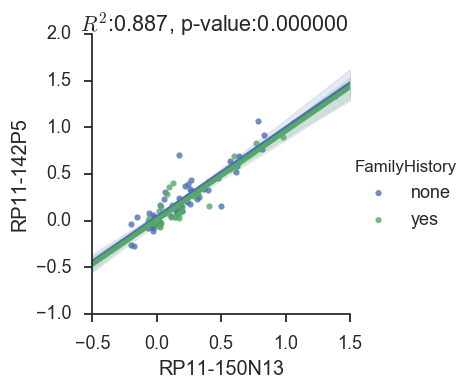 R²:0.887, p-value:0.000000
2.0
1.5
1.0
0.5
0.0
−0.5
−1.0
RP11-142P5
−0.5 0.0 0.5 1.0 1.5
RP11-150N13
FamilyHistory
none
yes